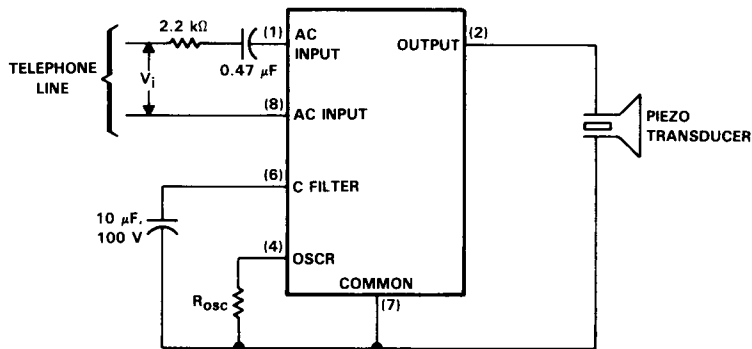 2.2 kΩ
(1)
AC
INPUT
OUTPUT
(2)
TELEPHONE
LINE
Vi
0.47 μF
(8)
AC INPUT
PIEZO
TRANSDUCER
(6)
C FILTER
10 μF,
100 V
(4)
OSCR
Rosc
COMMON
(7)